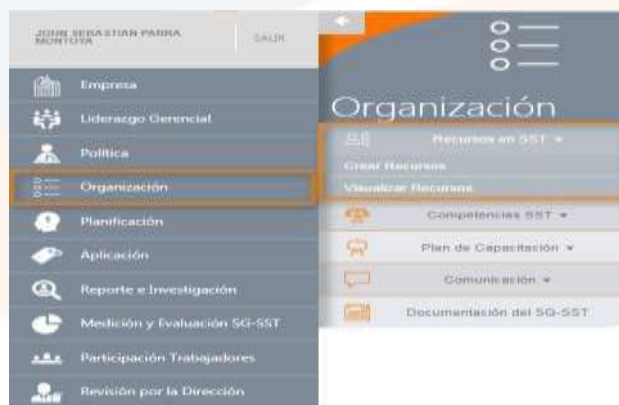 JOHN SEBASTIAN PARRA
MONTOYA
SALIR
Empresa
Liderazgo Gerencial
Política
Organización
Planificación
Aplicación
Reporte e Investigación
Medición y Evaluación SG-SST
Participación Trabajadores
Revisión por la Dirección
Organización
Recursos en SST
Crear Recursos
Visualizar Recursos
Competencias SST
Plan de Capacitación
Comunicación
Documentación del SG-SST